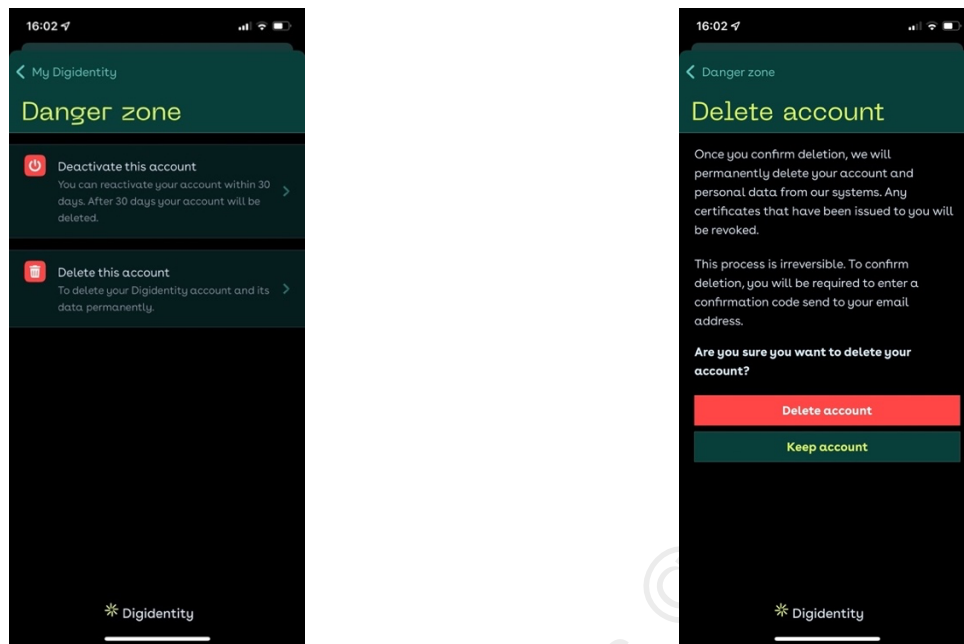 16:02
My Digidentity
Danger zone
Deactivate this account
You can reactivate your account within 30
days. After 30 days your account will be
deleted.
Delete this account
To delete your Digidentity account and its
data permanently.
Digidentity
16:02
Danger zone
Delete account
Once you confirm deletion, we will
permanently delete your account and
personal data from our systems. Any
certificates that have been issued to you will
be revoked.
This process is irreversible. To confirm
deletion, you will be required to enter a
confirmation code send to your email
address.
Are you sure you want to delete your
account?
Delete account
Keep account
Digidentity